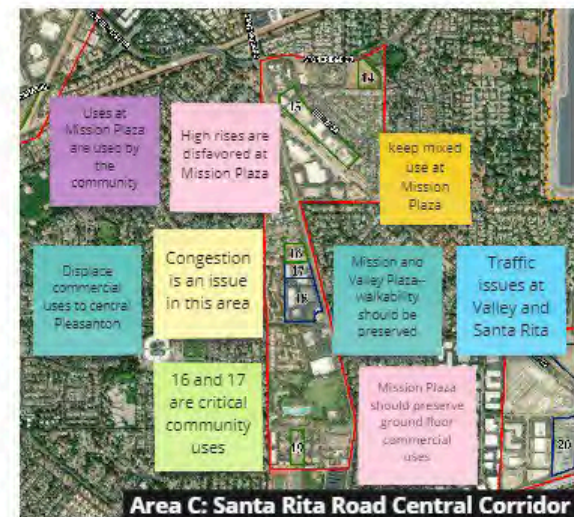 14
15
Uses at
Mission Plaza
are used by
the
community
High rises are
disfavored at
Mission Plaza
keep mixed
use at
Mission
Plaza
Displace
commercial
uses to central
Pleasanton
Congestion
is an issue
in this area
16
17
18
Mission and
Valley Plaza--
walkability
should be
preserved
Traffic
issues at
Valley and
Santa Rita
16 and 17
are critical
community
uses
19
Mission Plaza
should preserve
ground floor
commercial
uses
20
Area C: Santa Rita Road Central Corridor